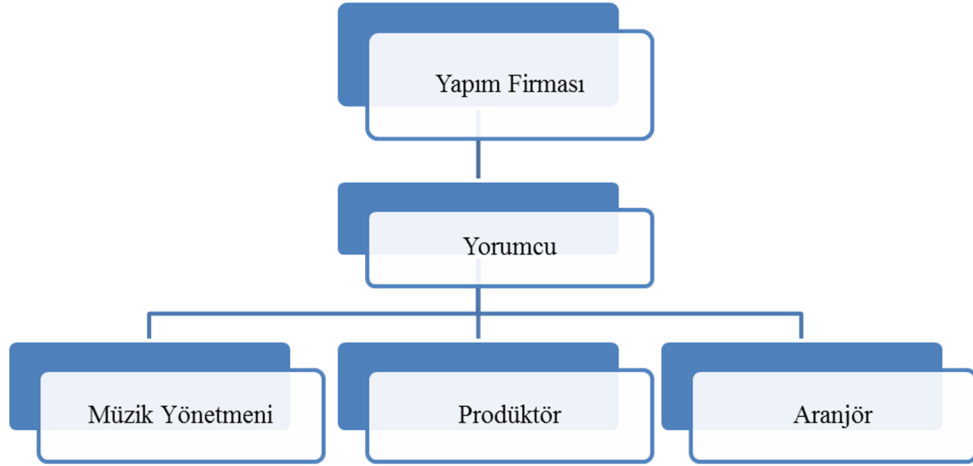 Yapım Firması
Yorumcu
Müzik Yönetmeni
Prodüktör
Aranjör